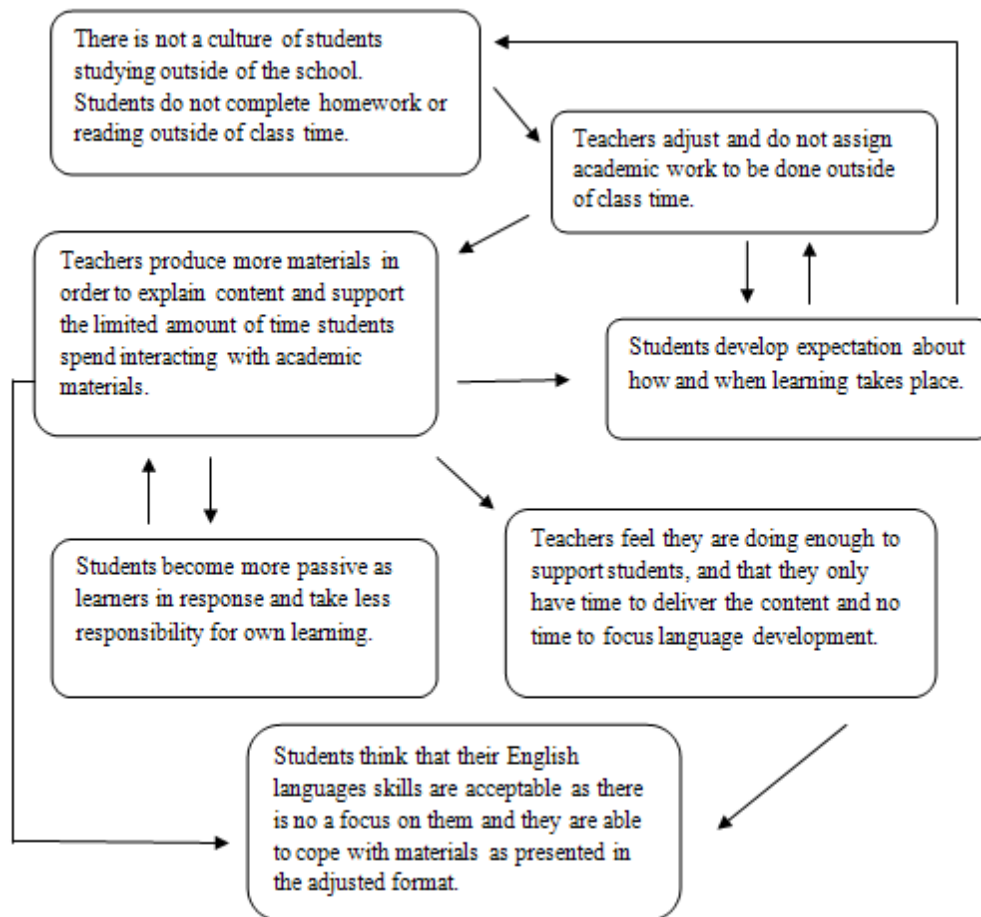 There is not a culture of students
studying outside of the school.
Students do not complete homework or
reading outside of class time.
Teachers adjust and do not assign
academic work to be done outside
of class time.
Teachers produce more materials in
order to explain content and support
the limited amount of time students
spend interacting with academic
materials.
Students develop expectation about
how and when learning takes place.
Students become more passive as
learners in response and take less
responsibility for own learning.
Teachers feel they are doing enough to
support students, and that they only
have time to deliver the content and no
time to focus language development.
Students think that their English
languages skills are acceptable as there
is no a focus on them and they are able
to cope with materials as presented in
the adjusted format.